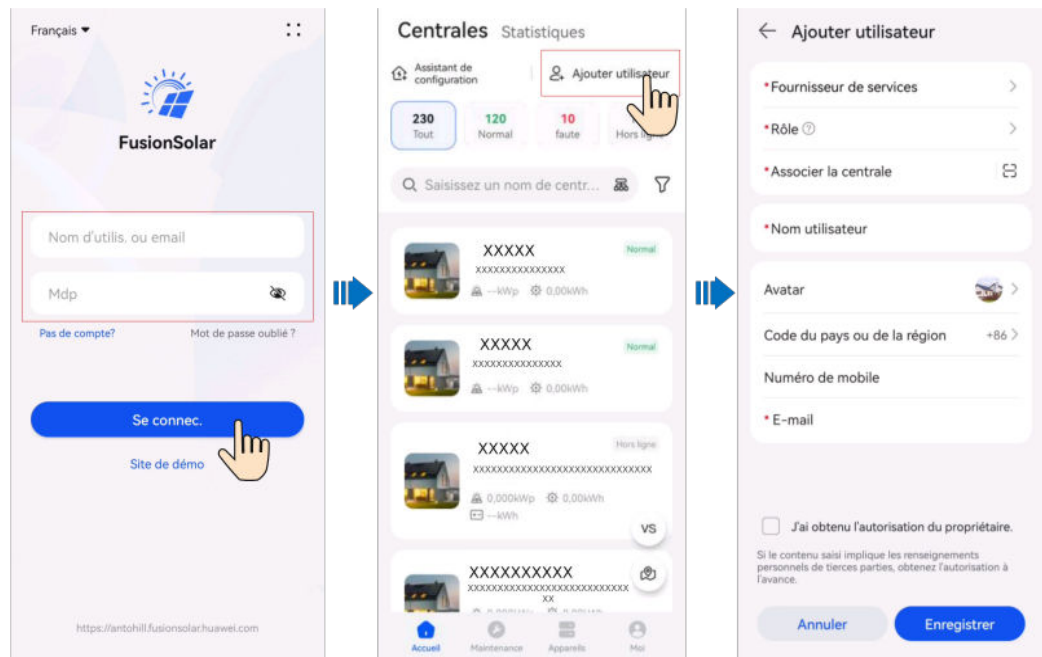 Français
FusionSolar
Nom d'utilis. ou email
Mdp
Pas de compte?
Mot de passe oublié ?
Se connec.
Site de démo
https://antohill.fusionsolar.huawei.com
Centrales
Statistiques
Assistant de
configuration
Ajouter utilisateur
230
Tout
120
Normal
10
faute
Hors
Saisissez un nom de centr...
XXXXX
Normal
XXXXXXXXXXXXXXX
--kWp
0,00kWh
XXXXX
Normal
XXXXXXXXXXXXXXX
--kWp
0,00kWh
XXXXX
Hors ligne
XXXXXXXXXXXXXXXXXXXXXXXXXXXXXX
0,000kWp
0,00kWh
--kWh
VS
XXXXXXXXXX
XXXXXXXXXXXXXXXXXXXXXXXXXXX
XX
Accueil
Maintenance
Appareils
Moi
Ajouter utilisateur
*Fournisseur de services
*Rôle
*Associer la centrale
*Nom utilisateur
Avatar
Code du pays ou de la région
+86
Numéro de mobile
*E-mail
J'ai obtenu l'autorisation du propriétaire.
Si le contenu saisi implique les renseignements
personnels de tierces parties, obtenez l'autorisation à
l'avance.
Annuler
Enregistrer